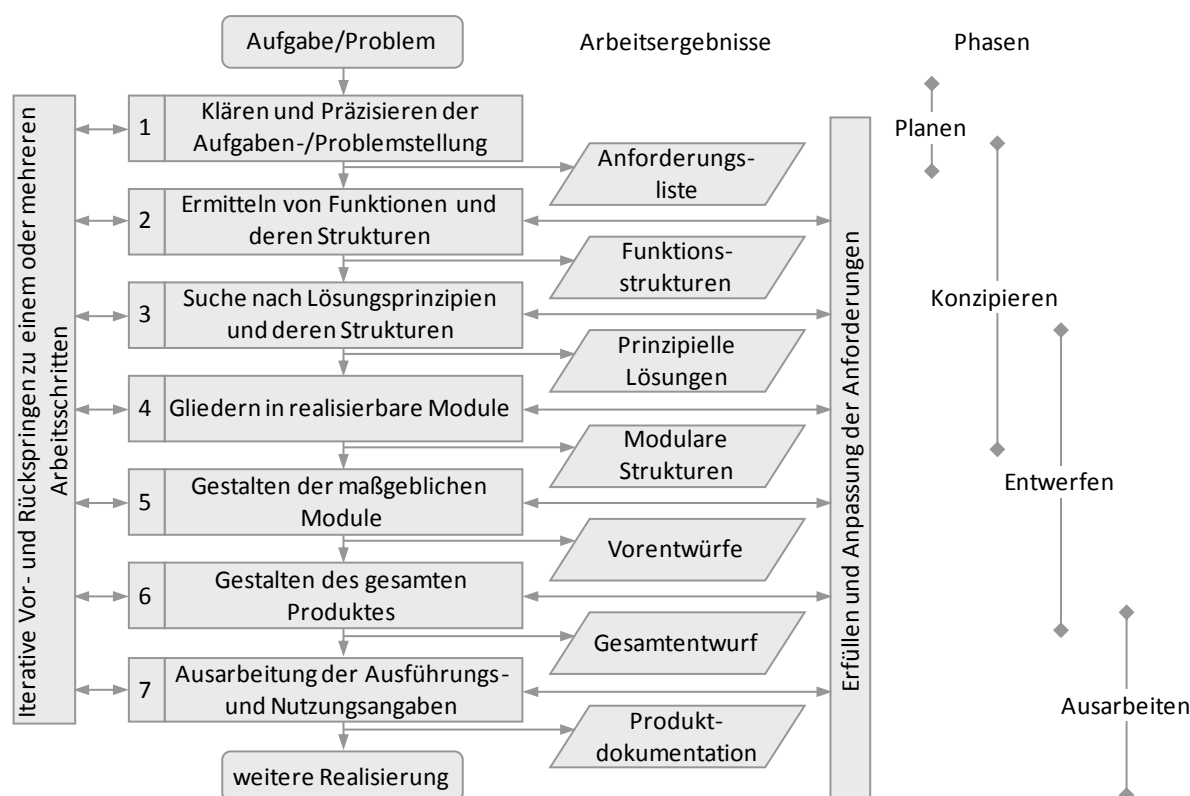 Aufgabe/Problem
Arbeitsergebnisse
Phasen
Iterative Vor- und Rückspringen zu einem oder mehreren
Arbeitsschritten
1
Klären und Präzisieren der
Aufgaben-/Problemstellung
Anforderungs-
liste
2
Ermitteln von Funktionen und
deren Strukturen
Funktions-
strukturen
3
Suche nach Lösungsprinzipien
und deren Strukturen
Prinzipielle
Lösungen
4
Gliedern in realisierbare Module
Modulare
Strukturen
5
Gestalten der maßgeblichen
Module
Vorentwürfe
6
Gestalten des gesamten
Produktes
Gesamtentwurf
7
Ausarbeitung der Ausführungs-
und Nutzungsangaben
Produkt-
dokumentation
weitere Realisierung
Erfüllen und Anpassung der Anforderungen
Planen
Konzipieren
Entwerfen
Ausarbeiten